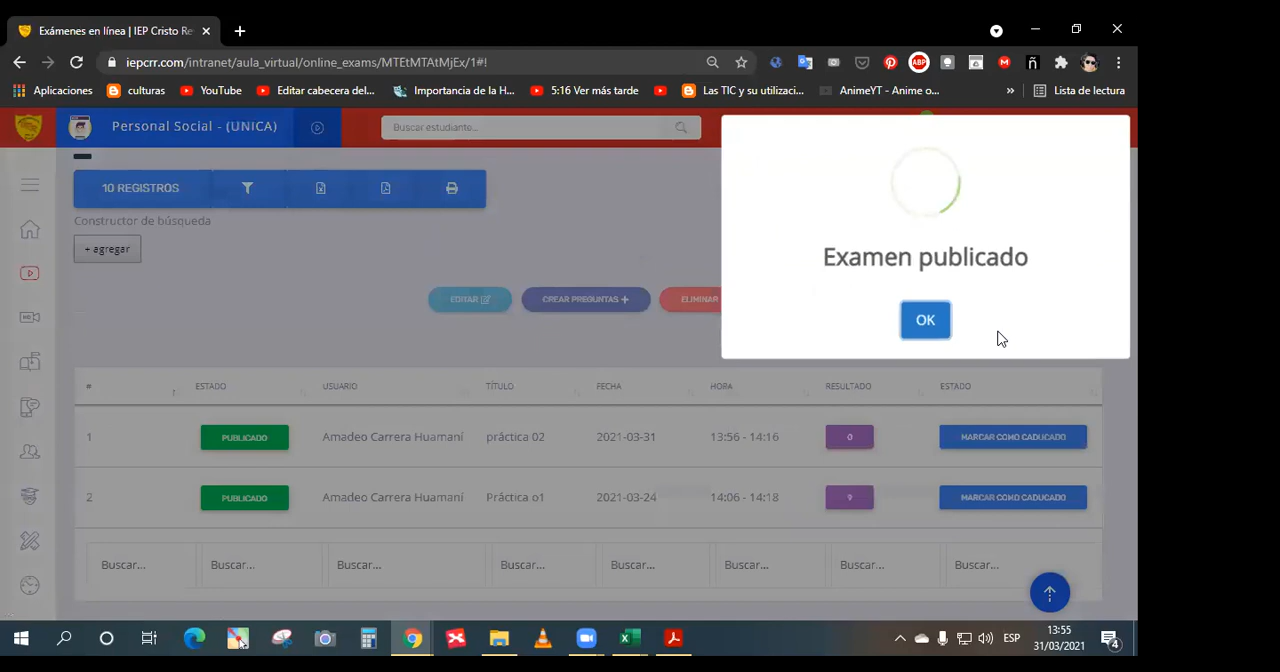 Exámenes en línea | IEP Cristo Re
iepcrr.com/intranet/aula_virtual/online_exams/MTEtMTAtMjEx/1#!
ABP
ñ
Aplicaciones
culturas
YouTube
Editar cabecera del...
Importancia de la H...
5:16 Ver más tarde
Las TIC y su utilizaci...
AnimeYT - Anime o...
»
Lista de lectura
Personal Social - (UNICA)
Buscar estudiante...
10 REGISTROS
Constructor de búsqueda
+ agregar
EDITAR
CREAR PREGUNTAS +
ELIMINAR
Examen publicado
OK
# ESTADO USUARIO TÍTULO FECHA HORA RESULTADO ESTADO
1 PUBLICADO Amadeo Carrera Huamaní práctica 02 2021-03-31 13:56 - 14:16 0 MARCAR COMO CADUCADO
2 PUBLICADO Amadeo Carrera Huamaní Práctica o1 2021-03-24 14:06 - 14:18 9 MARCAR COMO CADUCADO
Buscar... Buscar... Buscar... Buscar... Buscar... Buscar... Buscar... Buscar...
ESP
13:55
31/03/2021
4